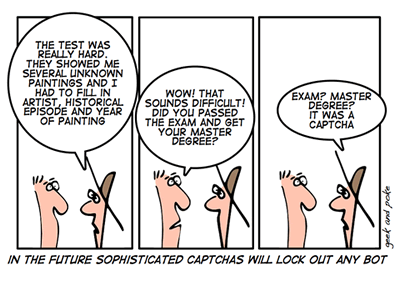 THE TEST WAS
REALLY HARD.
THEY SHOWED ME
SEVERAL UNKNOWN
PAINTINGS AND I
HAD TO FILL IN
ARTIST, HISTORICAL
EPISODE AND YEAR
OF PAINTING
WOW! THAT
SOUNDS DIFFICULT!
DID YOU PASSED
THE EXAM AND GET
YOUR MASTER
DEGREE?
EXAM? MASTER
DEGREE?
IT WAS A
CAPTCHA
geek and poke
IN THE FUTURE SOPHISTICATED CAPTCHAS WILL LOCK OUT ANY BOT